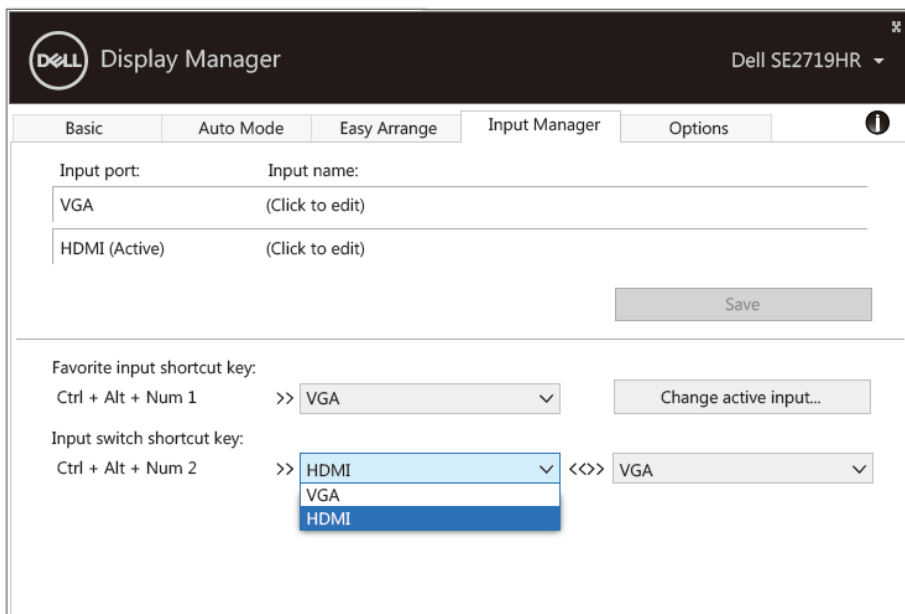 DELL Display Manager
Dell SE2719HR
Basic Auto Mode Easy Arrange Input Manager Options
Input port: Input name:
VGA (Click to edit)
HDMI (Active) (Click to edit)
Save
Favorite input shortcut key:
Ctrl + Alt + Num 1 >> VGA Change active input...
Input switch shortcut key:
Ctrl + Alt + Num 2 >> HDMI <<>> VGA
VGA
HDMI